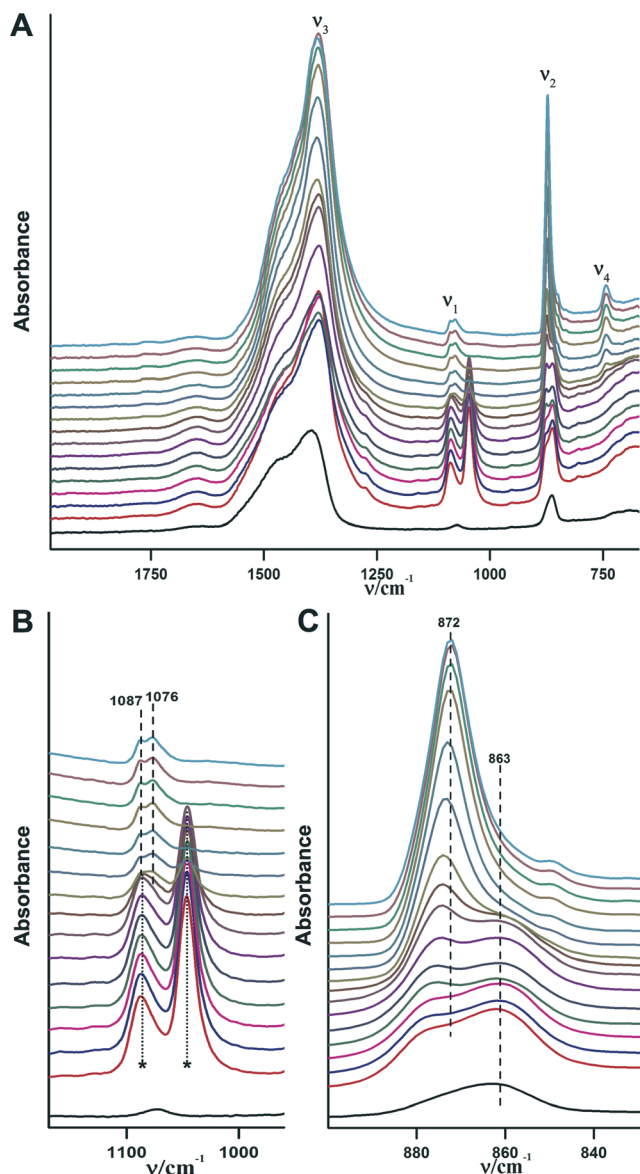 A
ν3
ν2
ν1
ν4
Absorbance
1750 1500 1250 1000 750
ν/cm-1
B
1087 1076
Absorbance
* *
1100 1000
ν/cm-1
C
872
863
Absorbance
880 860 840
ν/cm-1